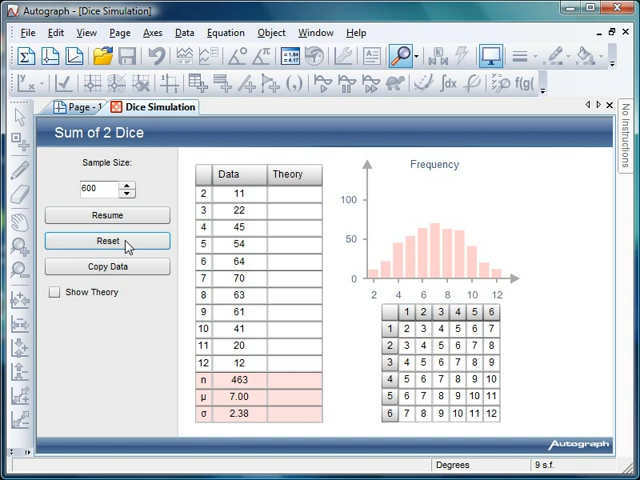 Autograph - [Dice Simulation]
File Edit View Page Axes Data Equation Object Window Help
Page - 1 Dice Simulation
No Instructions
Sum of 2 Dice
Sample Size:
600
Resume
Reset
Copy Data
Show Theory
Data Theory
2 11
3 22
4 45
5 54
6 64
7 70
8 63
9 61
10 41
11 20
12 12
n 463
μ 7.00
σ 2.38
Frequency
100
50
0
2 4 6 8 10 12
1 2 3 4 5 6
1 2 3 4 5 6 7
2 3 4 5 6 7 8
3 4 5 6 7 8 9
4 5 6 7 8 9 10
5 6 7 8 9 10 11
6 7 8 9 10 11 12
Autograph
Degrees 9 s.f.